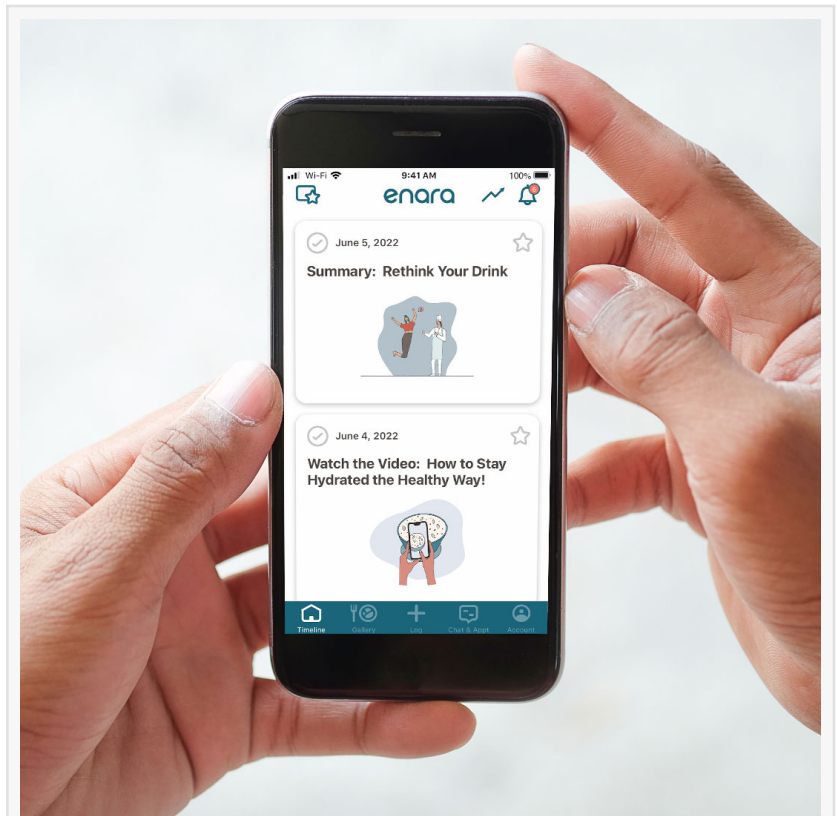 Wi-Fi 9:41 AM 100%
enara
June 5, 2022
Summary: Rethink Your Drink
June 4, 2022
Watch the Video: How to Stay
Hydrated the Healthy Way!
Timeline Gallery Log Chat & Appt Account